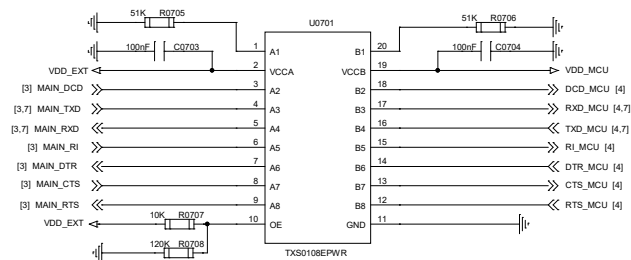 51K R0705
U0701
51K R0706
1 A1 B1 20
100nF C0703
100nF C0704
VDD_EXT 2 VCCA VCCB 19 VDD_MCU
[3] MAIN_DCD 3 A2 B2 18 DCD_MCU [4]
[3,7] MAIN_TXD 4 A3 B3 17 RXD_MCU [4,7]
[3,7] MAIN_RXD 5 A4 B4 16 TXD_MCU [4,7]
[3] MAIN_RI 6 A5 B5 15 RI_MCU [4]
[3] MAIN_DTR 7 A6 B6 14 DTR_MCU [4]
[3] MAIN_CTS 8 A7 B7 13 CTS_MCU [4]
[3] MAIN_RTS 9 A8 B8 12 RTS_MCU [4]
VDD_EXT 10K R0707 10 OE GND 11
120K R0708
TXS0108EPWR